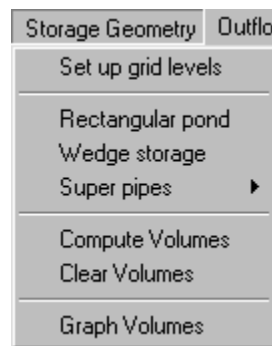 Storage Geometry Outflo
Set up grid levels
Rectangular pond
Wedge storage
Super pipes
Compute Volumes
Clear Volumes
Graph Volumes